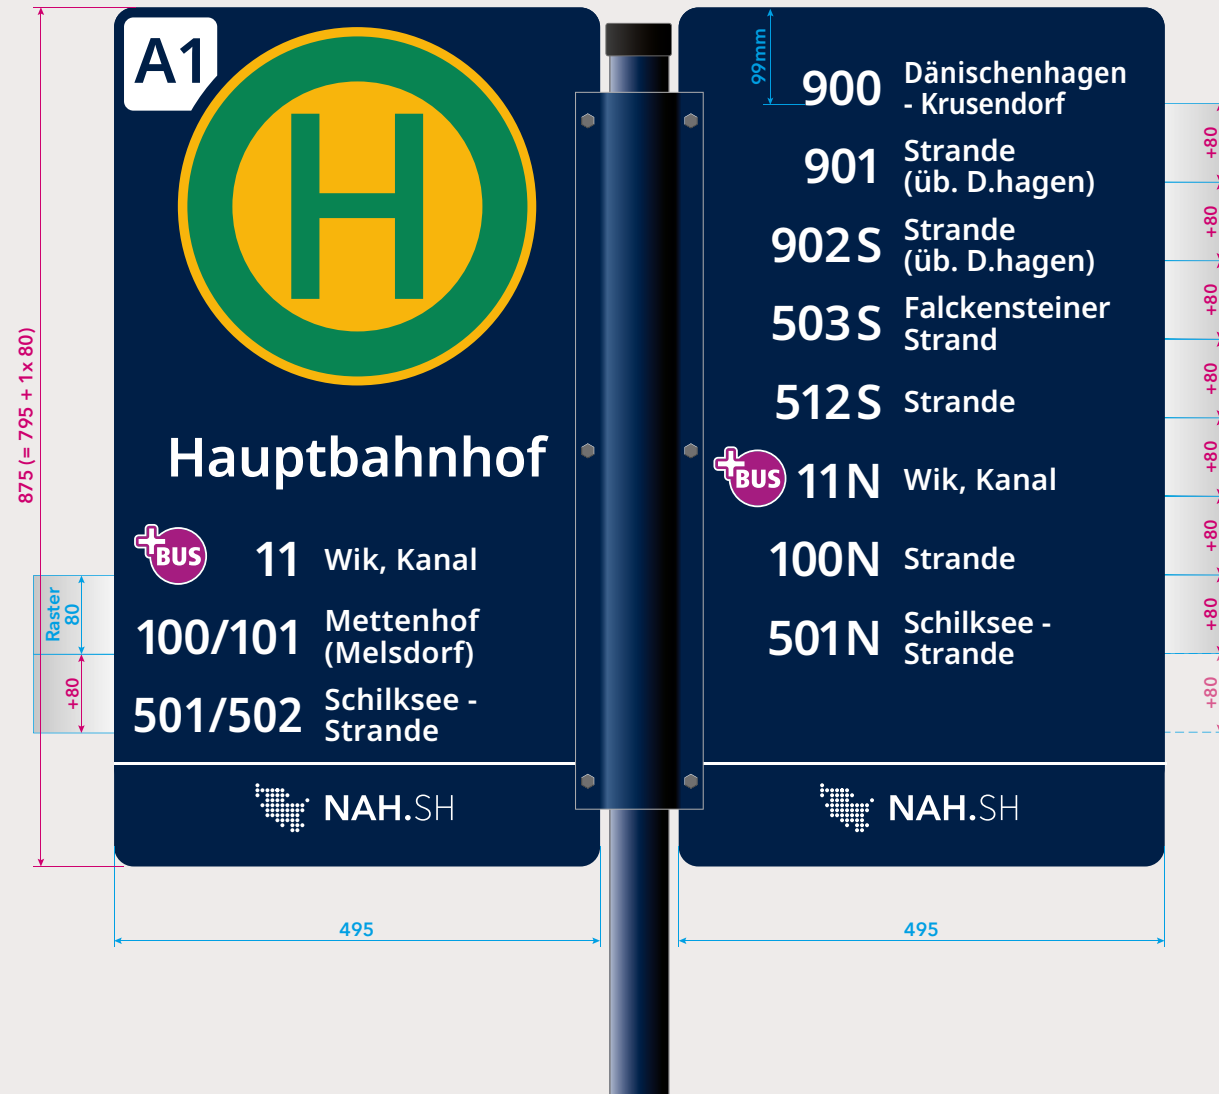 A1
Hauptbahnhof
+BUS 11 Wik, Kanal
100/101 Mettenhof
(Melsdorf)
501/502 Schilksee -
Strande
NAH.SH
875 (= 795 + 1x 80)
Raster
80
+80
495
99mm
900 Dänischenhagen
- Krusendorf
901 Strande
(üb. D.hagen)
902 S Strande
(üb. D.hagen)
503 S Falckensteiner
Strand
512 S Strande
+BUS 11 N Wik, Kanal
100 N Strande
501 N Schilksee -
Strande
NAH.SH
+80
+80
+80
+80
+80
+80
+80
+80
495